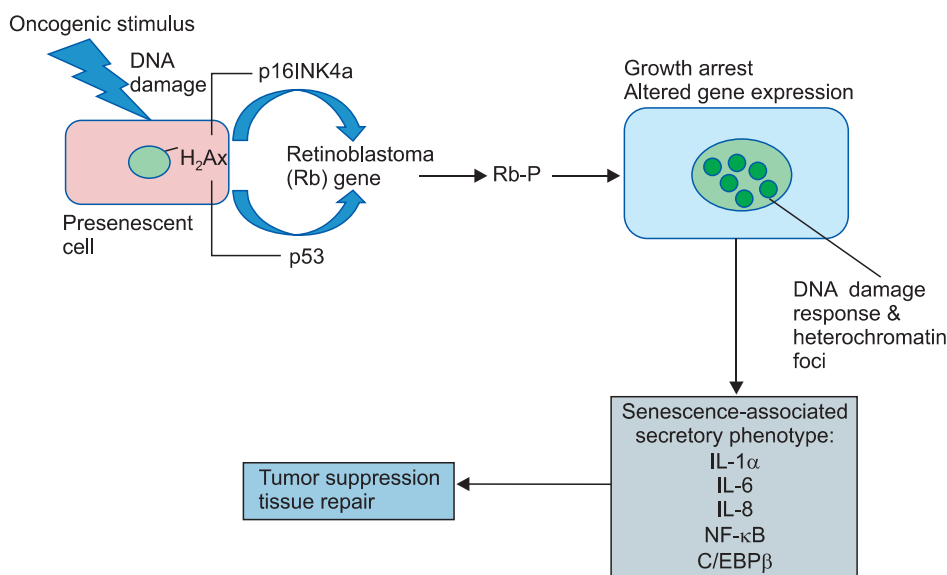 Oncogenic stimulus
DNA
damage
p16INK4a
H₂Ax
Presenescent
cell
p53
Retinoblastoma
(Rb) gene
Rb-P
Growth arrest
Altered gene expression
DNA damage
response &
heterochromatin
foci
Senescence-associated
secretory phenotype:
IL-1α
IL-6
IL-8
NF-κB
C/EBPβ
Tumor suppression
tissue repair